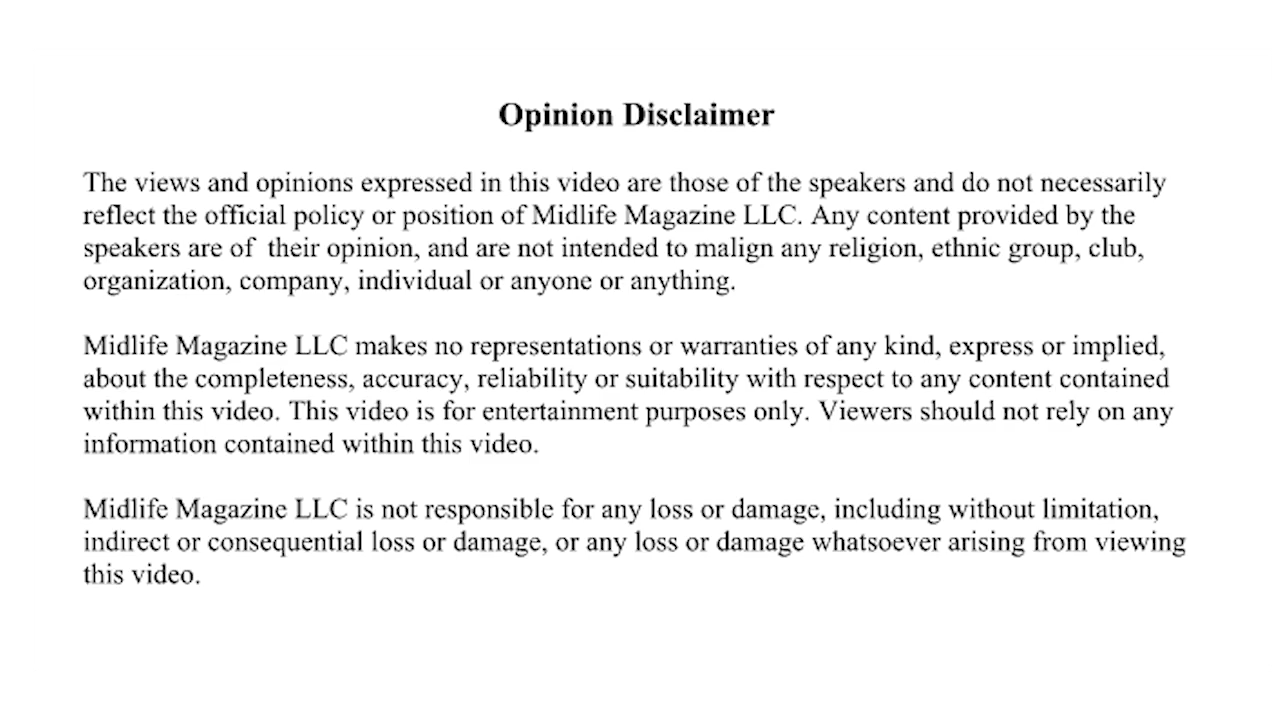 Opinion Disclaimer
The views and opinions expressed in this video are those of the speakers and do not necessarily
reflect the official policy or position of Midlife Magazine LLC. Any content provided by the
speakers are of  their opinion, and are not intended to malign any religion, ethnic group, club,
organization, company, individual or anyone or anything.
Midlife Magazine LLC makes no representations or warranties of any kind, express or implied,
about the completeness, accuracy, reliability or suitability with respect to any content contained
within this video. This video is for entertainment purposes only. Viewers should not rely on any
information contained within this video.
Midlife Magazine LLC is not responsible for any loss or damage, including without limitation,
indirect or consequential loss or damage, or any loss or damage whatsoever arising from viewing
this video.